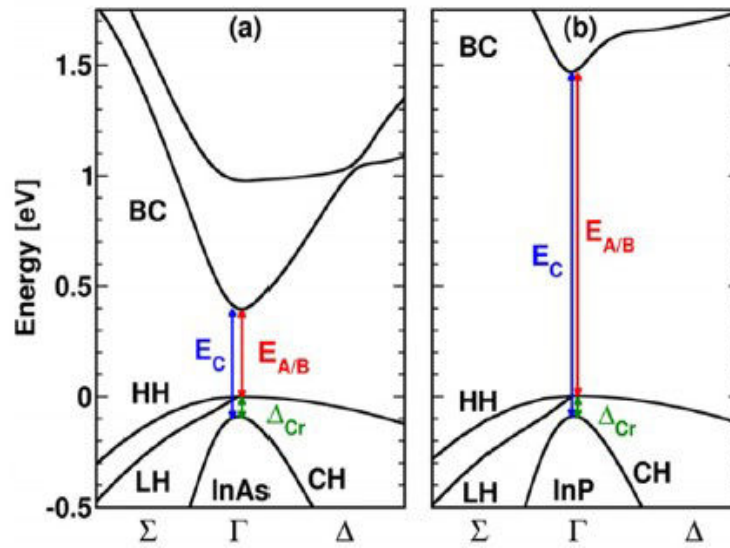 (a)
(b)
Energy [eV]
1.5
1
0.5
0
-0.5
BC
E_C
E_A/B
HH
Δ_Cr
LH
InAs
CH
Σ
Γ
Δ
BC
E_C
E_A/B
HH
Δ_Cr
LH
InP
CH
Σ
Γ
Δ